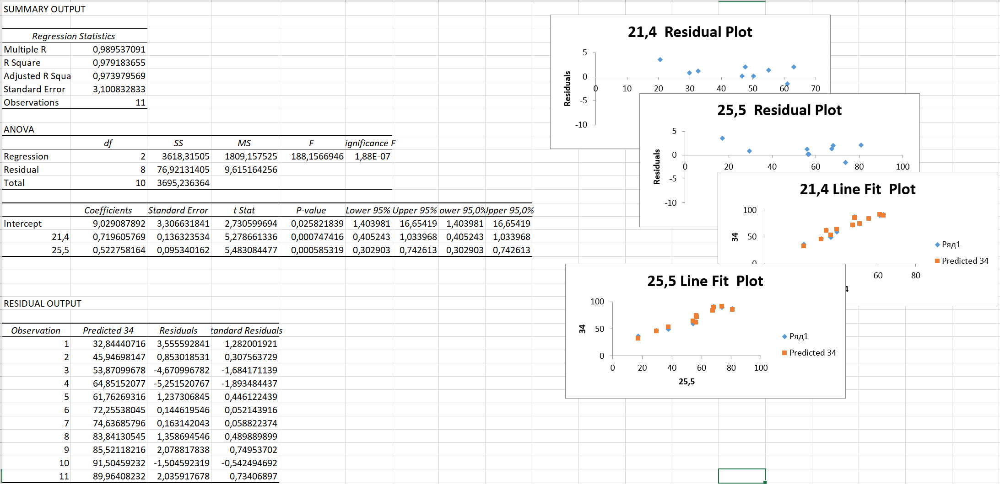 SUMMARY OUTPUT
Regression Statistics
Multiple R 0,989537091
R Square 0,979183655
Adjusted R Squa 0,973979569
Standard Error 3,100832833
Observations 11
ANOVA
df SS MS F ignificance F
Regression 2 3618,31505 1809,157525 188,1566946 1,88E-07
Residual 8 76,92131405 9,615164256
Total 10 3695,236364
Coefficients Standard Error t Stat P-value Lower 95% Upper 95% ower 95,0% Jpper 95,0%
Intercept 9,029087892 3,306631841 2,730599694 0,025821839 1,403981 16,65419 1,403981 16,65419
21,4 0,719605769 0,136323534 5,278661336 0,000747416 0,405243 1,033968 0,405243 1,033968
25,5 0,522758164 0,095340162 5,483084477 0,000585319 0,302903 0,742613 0,302903 0,742613
RESIDUAL OUTPUT
Observation Predicted 34 Residuals tandard Residuals
1 32,84440716 3,555592841 1,282001921
2 45,94698147 0,853018531 0,307563729
3 53,87099678 -4,670996782 -1,684171139
4 64,85152077 -5,251520767 -1,893484437
5 61,76269316 1,237306845 0,446122439
6 72,25538045 0,144619546 0,052143916
7 74,63685796 0,163142043 0,058822374
8 83,84130545 1,358694546 0,489889899
9 85,52118216 2,078817838 0,74953702
10 91,50459232 -1,504592319 -0,542494692
11 89,96408232 2,035917678 0,73406897
21,4 Residual Plot
Residuals
5
0
-5
-10
0 10 20 30 40 50 60 70
25,5 Residual Plot
Residuals
5
0
-5
-10
0 20 40 60 80 100
21,4 Line Fit Plot
34
100
50
0
60 80
4
Ряд1
Predicted 34
25,5 Line Fit Plot
34
100
50
0
0 20 40 60 80 100
25,5
Ряд1
Predicted 34